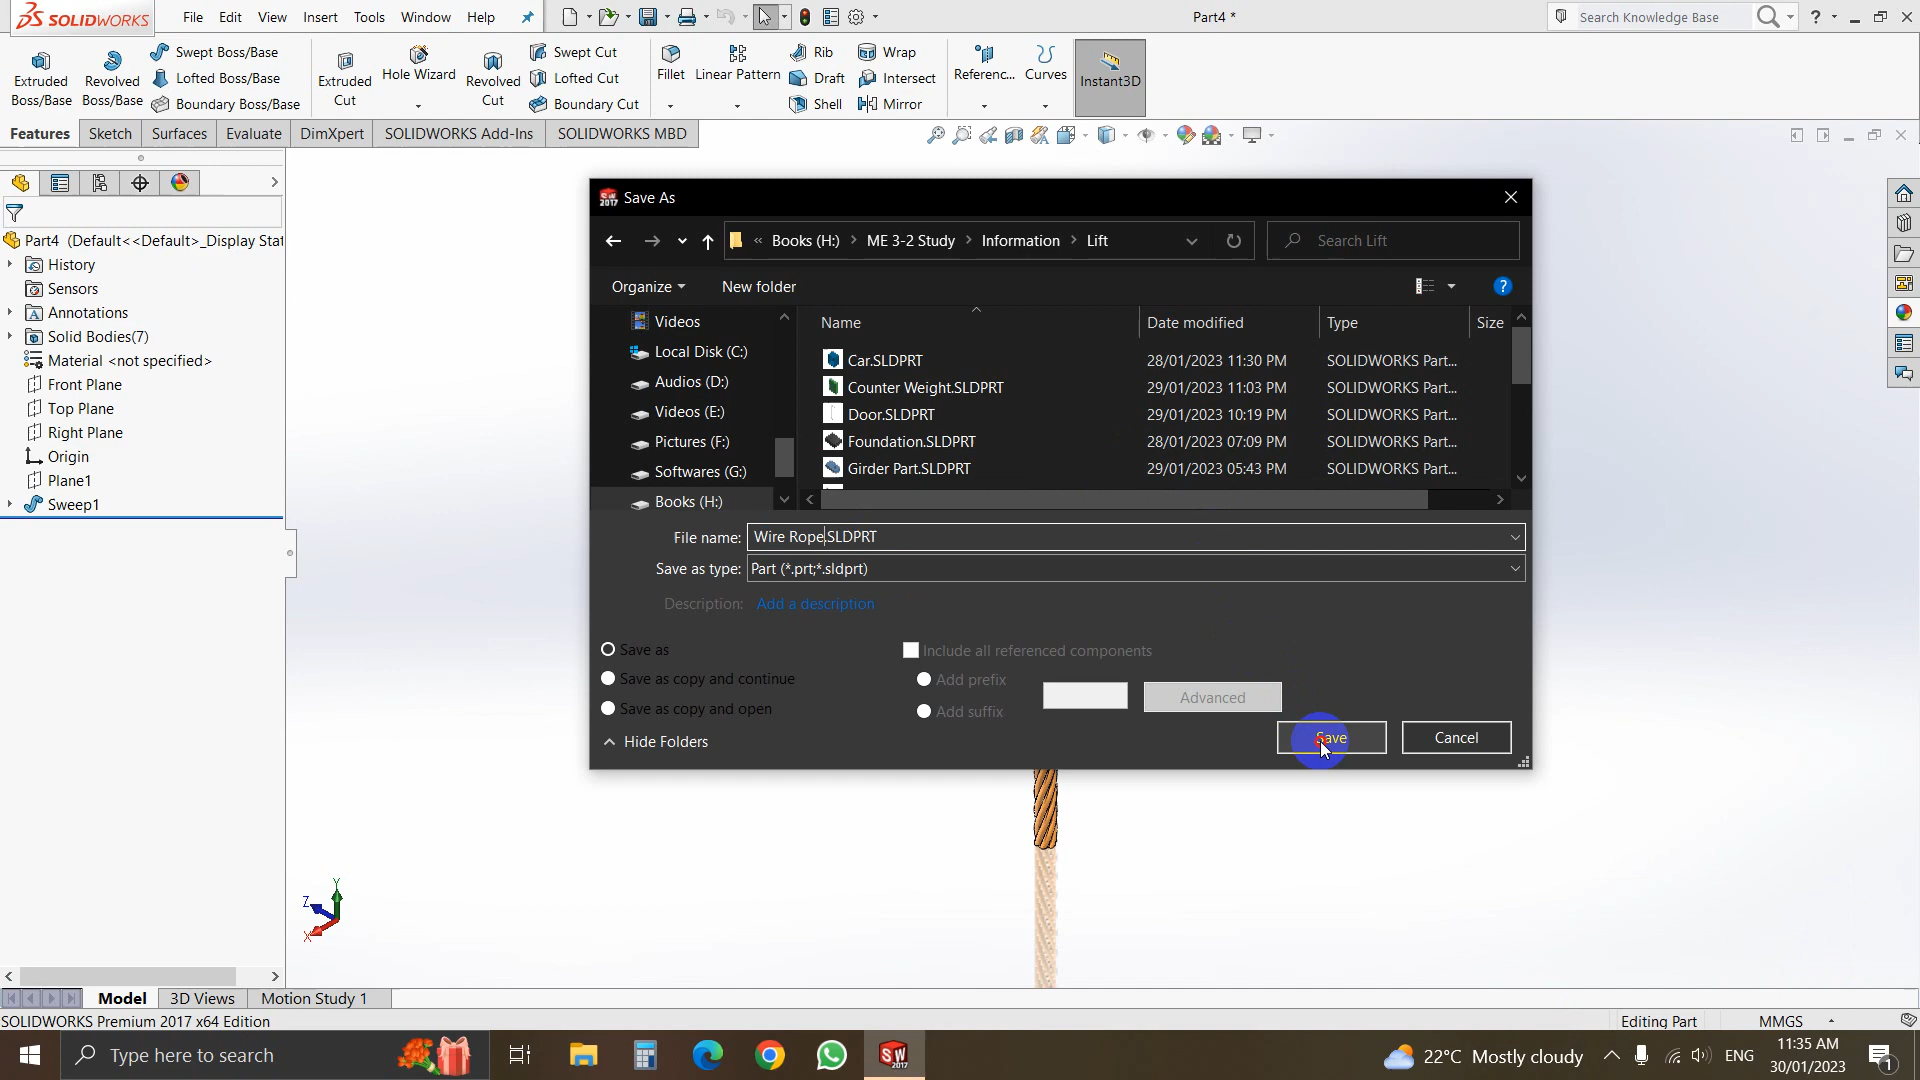 SOLIDWORKS File Edit View Insert Tools Window Help Part4 * Search Knowledge Base ?
Swept Boss/Base Swept Cut Rib Wrap
Extruded Boss/Base Revolved Boss/Base Lofted Boss/Base Extruded Cut Hole Wizard Revolved Cut Lofted Cut Fillet Linear Pattern Draft Intersect Referenc... Curves Instant3D
Boundary Boss/Base Boundary Cut Shell Mirror
Features Sketch Surfaces Evaluate DimXpert SOLIDWORKS Add-Ins SOLIDWORKS MBD
SW 2017 Save As
Part4 (Default<<Default>_Display Stat
Books (H:) ME 3-2 Study Information Lift Search Lift
History
Sensors
Organize New folder ?
Annotations
Videos Name Date modified Type Size
Solid Bodies(7)
Local Disk (C:) Car.SLDPRT 28/01/2023 11:30 PM SOLIDWORKS Part...
Material <not specified>
Audios (D:) Counter Weight.SLDPRT 29/01/2023 11:03 PM SOLIDWORKS Part...
Front Plane
Videos (E:) Door.SLDPRT 29/01/2023 10:19 PM SOLIDWORKS Part...
Top Plane
Right Plane
Pictures (F:) Foundation.SLDPRT 28/01/2023 07:09 PM SOLIDWORKS Part...
Origin
Softwares (G:) Girder Part.SLDPRT 29/01/2023 05:43 PM SOLIDWORKS Part...
Plane1
Books (H:)
Sweep1
File name: Wire Rope.SLDPRT
Save as type: Part (*.prt;*.sldprt)
Description: Add a description
Save as Include all referenced components
Save as copy and continue Add prefix Advanced
Save as copy and open Add suffix
Hide Folders Save Cancel
Y
Z
X
Model 3D Views Motion Study 1
SOLIDWORKS Premium 2017 x64 Edition Editing Part MMGS
Type here to search SW 2017 22°C Mostly cloudy ENG 11:35 AM
30/01/2023 1